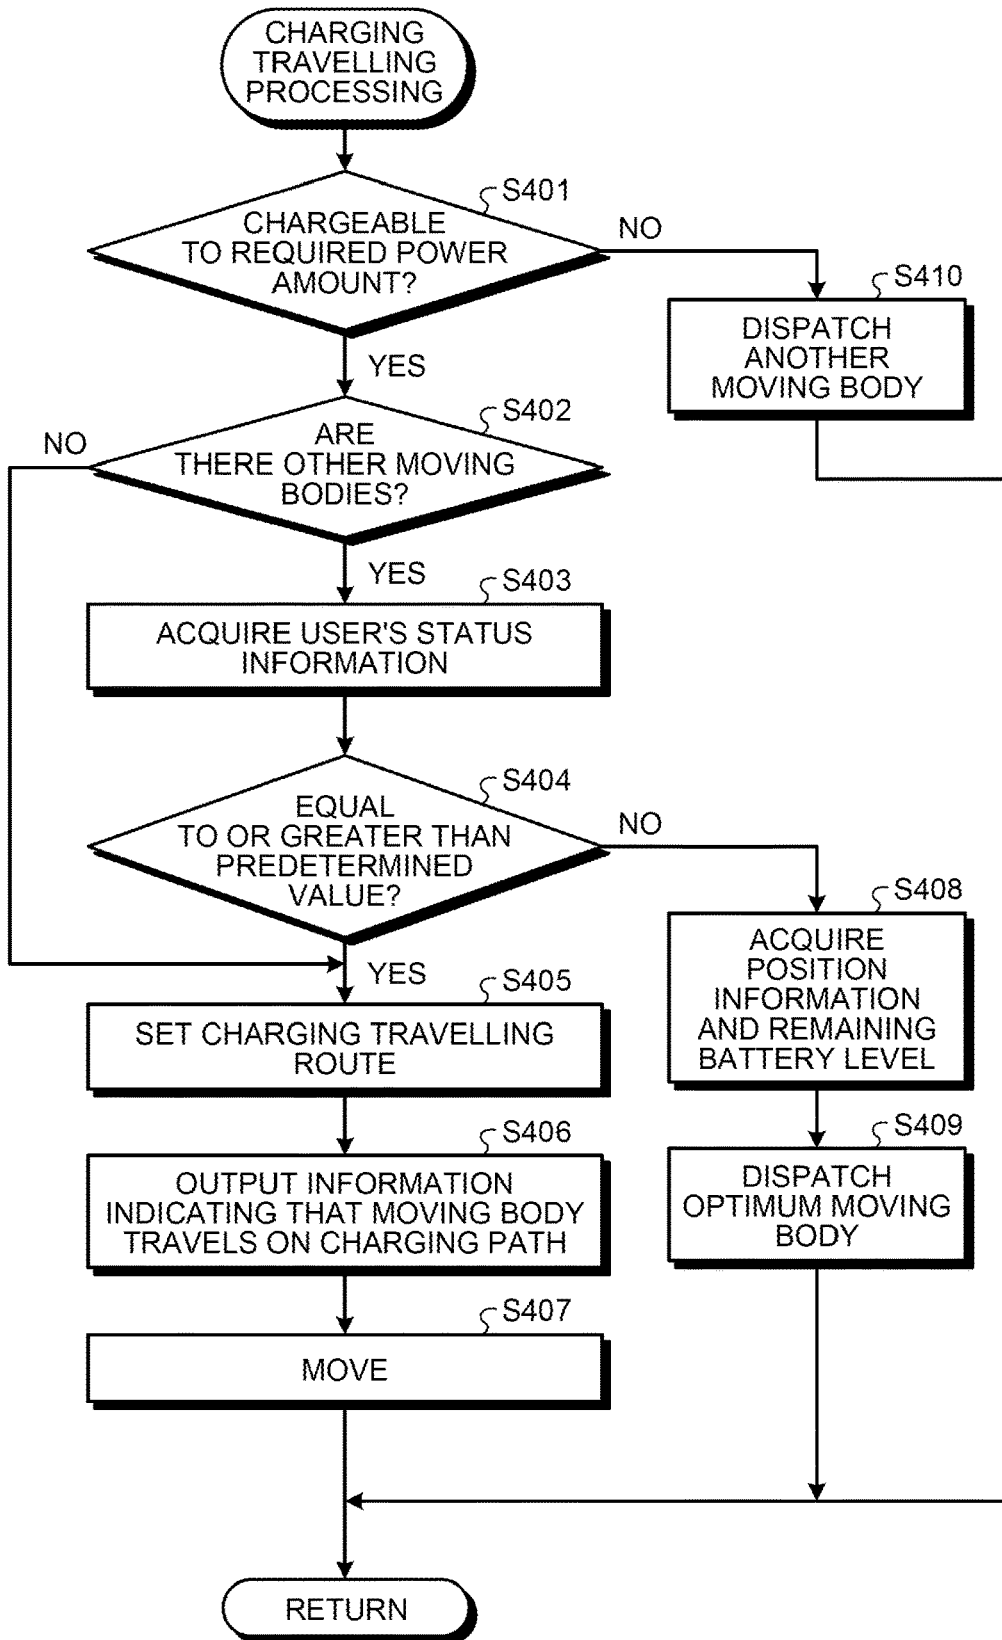 CHARGING
TRAVELLING
PROCESSING
S401
CHARGEABLE
TO REQUIRED POWER
AMOUNT?
NO
S410
DISPATCH
ANOTHER
MOVING BODY
YES
S402
ARE
THERE OTHER MOVING
BODIES?
NO
YES
S403
ACQUIRE USER'S STATUS
INFORMATION
S404
EQUAL
TO OR GREATER THAN
PREDETERMINED
VALUE?
NO
S408
ACQUIRE
POSITION
INFORMATION
AND REMAINING
BATTERY LEVEL
YES
S405
SET CHARGING TRAVELLING
ROUTE
S409
DISPATCH
OPTIMUM MOVING
BODY
S406
OUTPUT INFORMATION
INDICATING THAT MOVING BODY
TRAVELS ON CHARGING PATH
S407
MOVE
RETURN